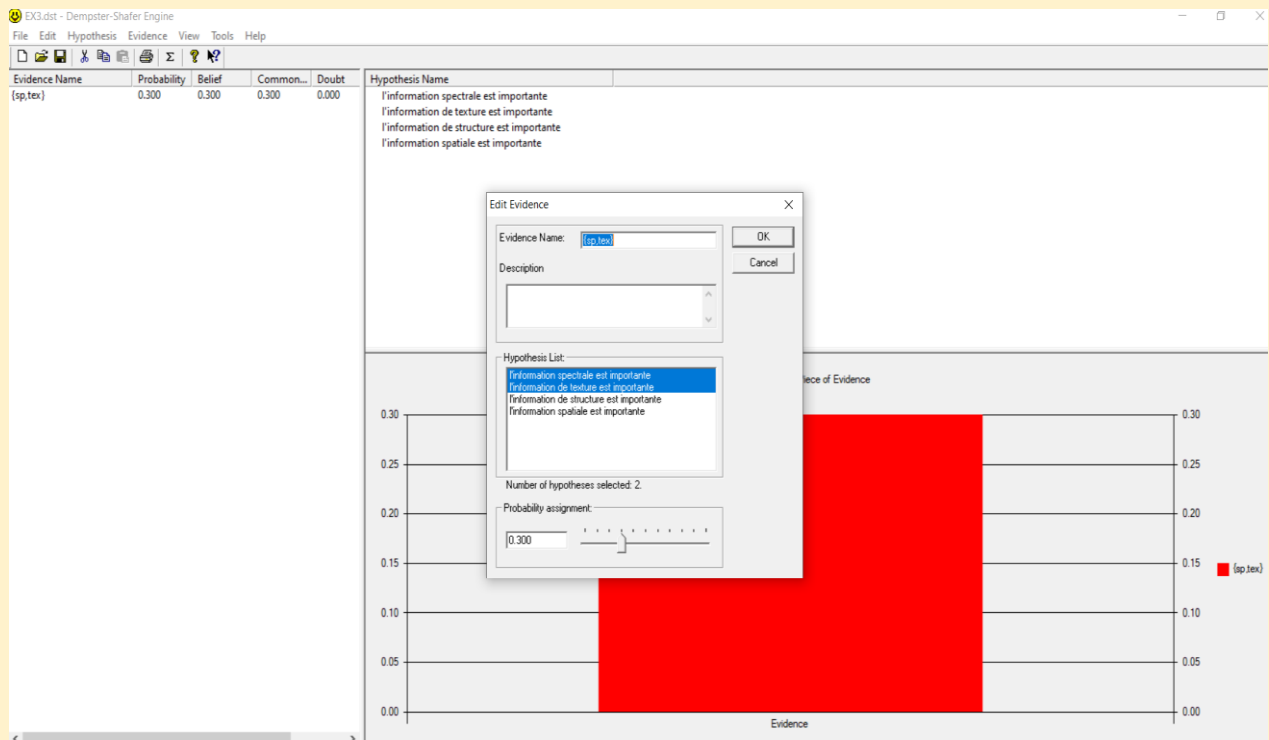 EX3.dst - Dempster-Shafer Engine
File Edit Hypothesis Evidence View Tools Help
Evidence Name Probability Belief Common... Doubt
{sp,tex} 0.300 0.300 0.300 0.000
Hypothesis Name
l'information spectrale est importante
l'information de texture est importante
l'information de structure est importante
l'information spatiale est importante
Edit Evidence
Evidence Name: {sp,tex}
OK
Cancel
Description
Hypothesis List:
l'information spectrale est importante
l'information de texture est importante
l'information de structure est importante
l'information spatiale est importante
Number of hypotheses selected: 2.
Probability assignment:
0.300
of Evidence
0.30 0.30
0.25 0.25
0.20 0.20
0.15 0.15
{sp,tex}
0.10 0.10
0.05 0.05
0.00 0.00
Evidence